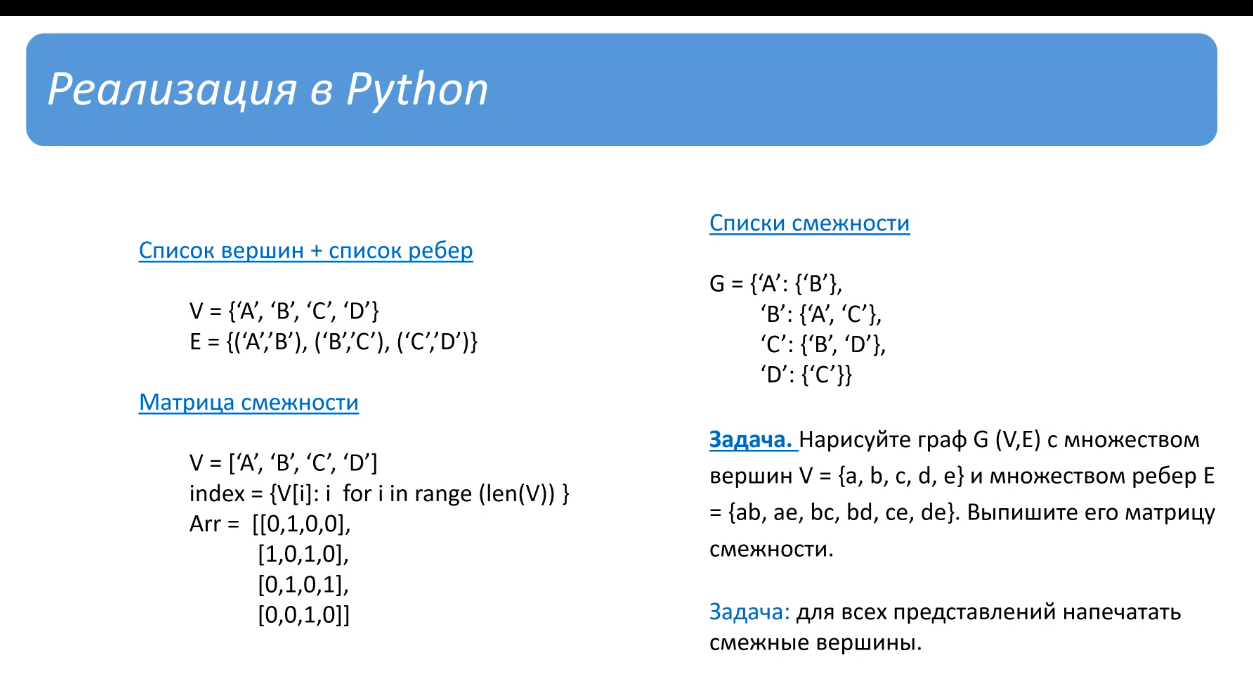 Реализация в Python
Список вершин + список ребер
V = {‘A’, ‘B’, ‘C’, ‘D’}
E = {(‘A’,’B’), (‘B’,’C’), (‘C’,’D’)}
Матрица смежности
V = [‘A’, ‘B’, ‘C’, ‘D’]
index = {V[i]: i for i in range (len(V)) }
Arr = [[0,1,0,0],
[1,0,1,0],
[0,1,0,1],
[0,0,1,0]]
Списки смежности
G = {‘A’: {‘B’},
‘B’: {‘A’, ‘C’},
‘C’: {‘B’, ‘D’},
‘D’: {‘C’}}
Задача. Нарисуйте граф G (V,E) с множеством
вершин V = {a, b, c, d, e} и множеством ребер E
= {ab, ae, bc, bd, ce, de}. Выпишите его матрицу
смежности.
Задача: для всех представлений напечатать
смежные вершины.